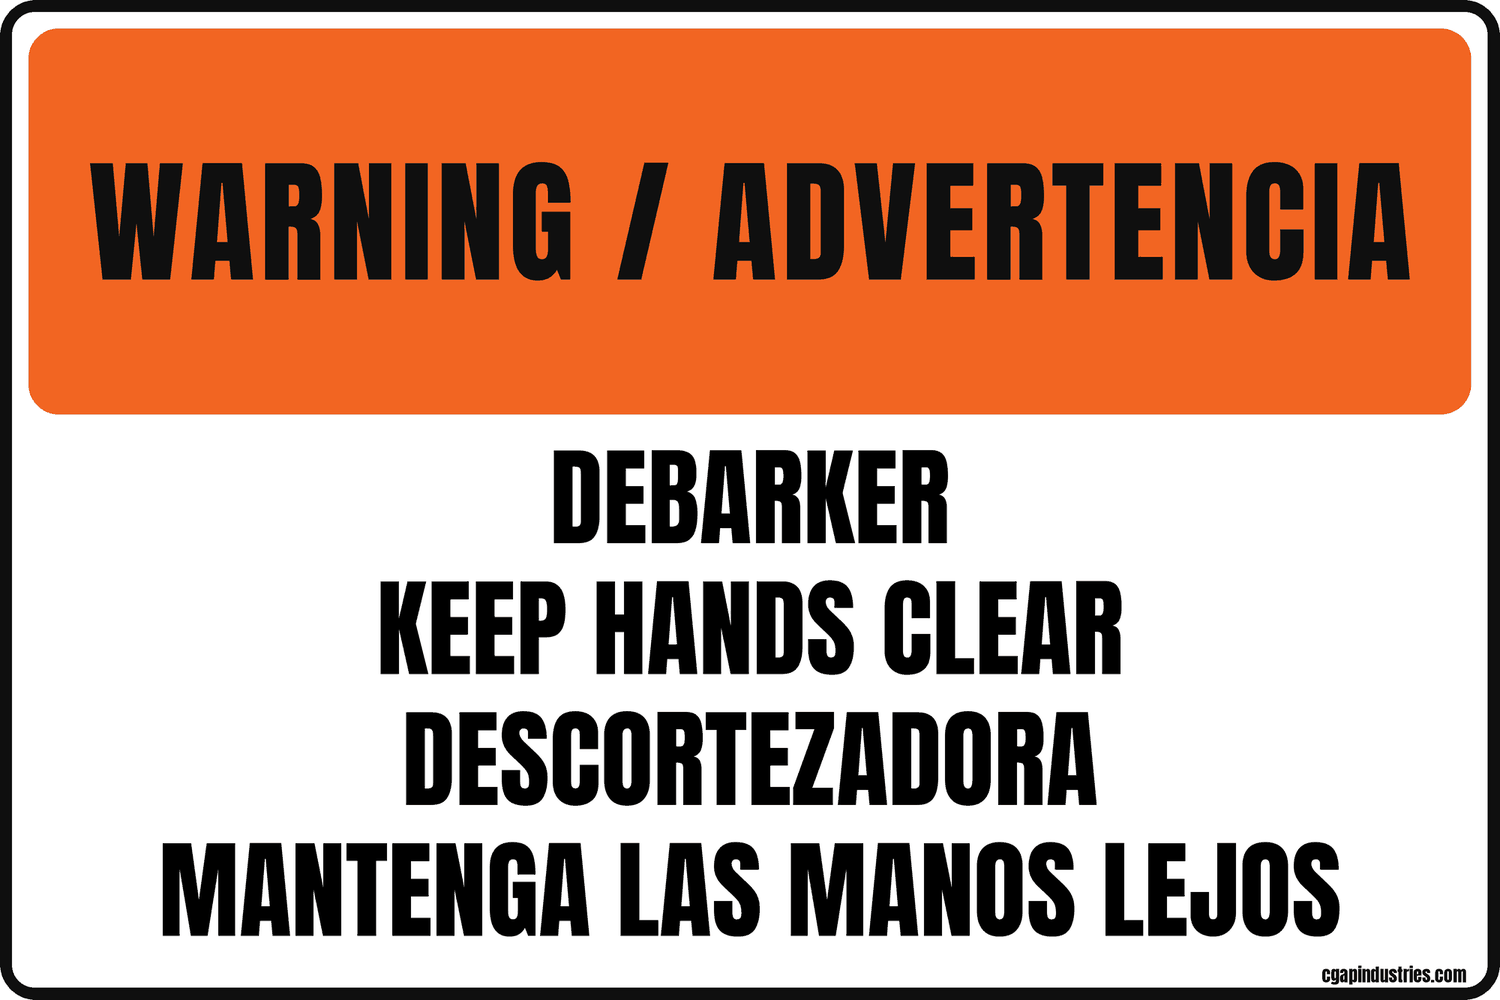 WARNING / ADVERTENCIA
DEBARKER
KEEP HANDS CLEAR
DESCORTEZADORA
MANTENGA LAS MANOS LEJOS
cgapindustries.com